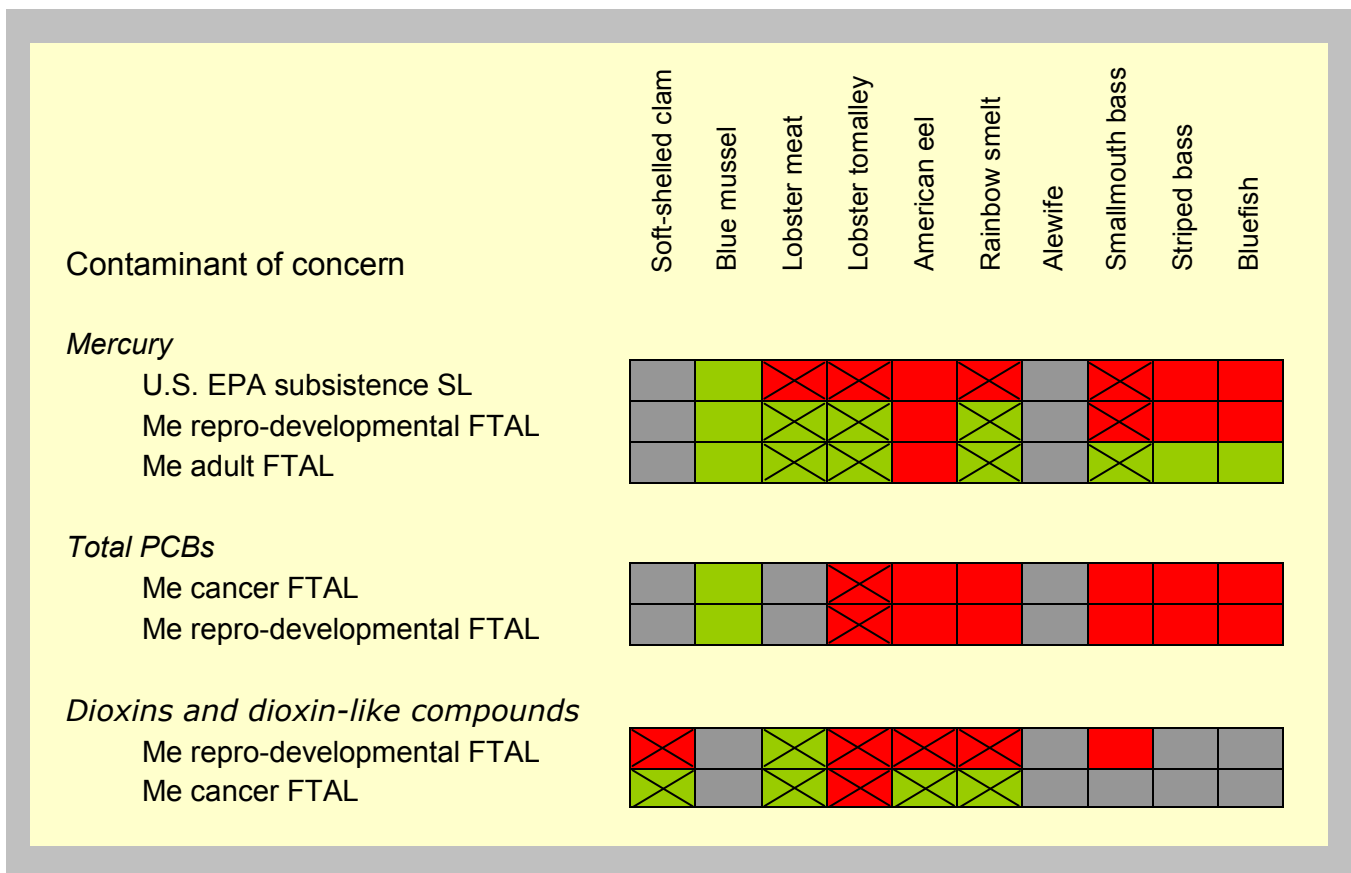 Soft-shelled clam
Blue mussel
Lobster meat
Lobster tomalley
American eel
Rainbow smelt
Alewife
Smallmouth bass
Striped bass
Bluefish
Contaminant of concern
Mercury
U.S. EPA subsistence SL
Me repro-developmental FTAL
Me adult FTAL
Total PCBs
Me cancer FTAL
Me repro-developmental FTAL
Dioxins and dioxin-like compounds
Me repro-developmental FTAL
Me cancer FTAL